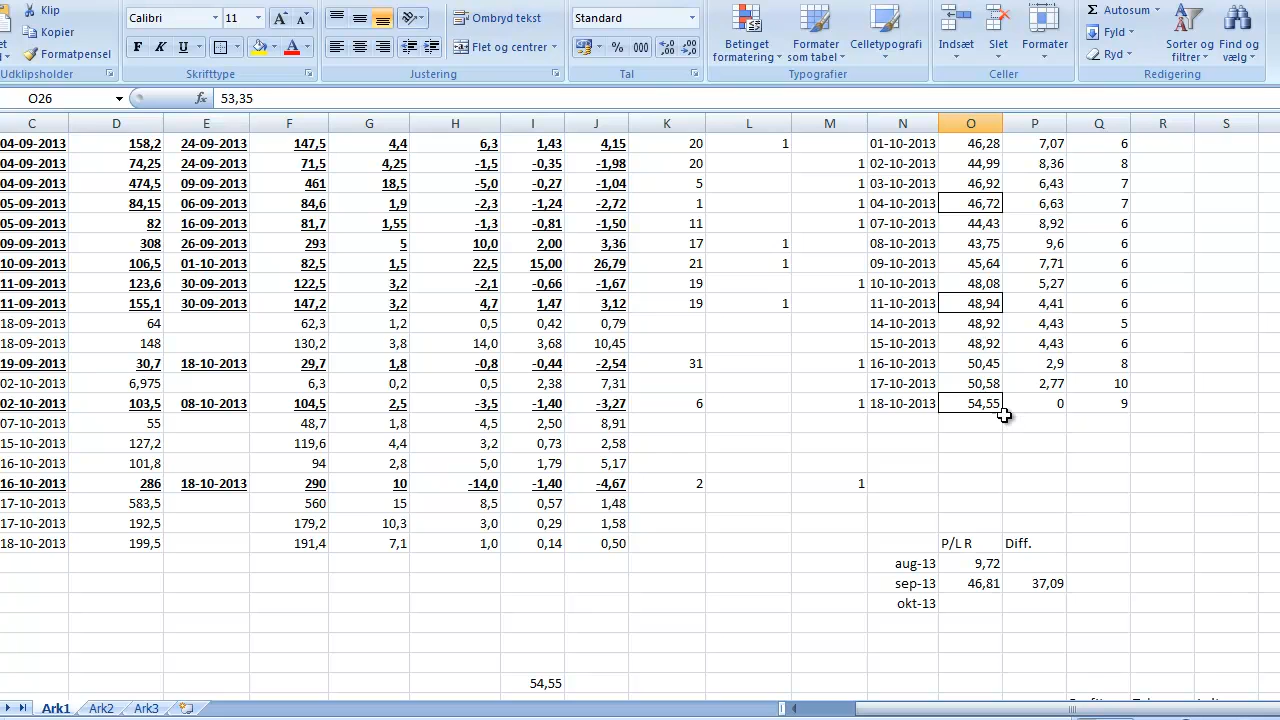 Klip Calibri 11 A A Ombryd tekst Standard Autosum
Kopier Fyld
Formatpensel F K U A Flet og centrer % 000 Betinget formatering Formater som tabel Celletypografi Indsæt Slet Formater Ryd Sorter og filtrer Find og vælg
Udklipsholder Skrifttype Justering Tal Typografier Celler Redigering
O26 fx 53,35
C D E F G H I J K L M N O P Q R S
04-09-2013 158,2 24-09-2013 147,5 4,4 6,3 1,43 4,15 20 1 01-10-2013 46,28 7,07 6
04-09-2013 74,25 24-09-2013 71,5 4,25 -1,5 -0,35 -1,98 20 1 02-10-2013 44,99 8,36 8
04-09-2013 474,5 09-09-2013 461 18,5 -5,0 -0,27 -1,04 5 1 03-10-2013 46,92 6,43 7
05-09-2013 84,15 06-09-2013 84,6 1,9 -2,3 -1,24 -2,72 1 1 04-10-2013 46,72 6,63 7
05-09-2013 82 16-09-2013 81,7 1,55 -1,3 -0,81 -1,50 11 1 07-10-2013 44,43 8,92 6
09-09-2013 308 26-09-2013 293 5 10,0 2,00 3,36 17 1 08-10-2013 43,75 9,6 6
10-09-2013 106,5 01-10-2013 82,5 1,5 22,5 15,00 26,79 21 1 09-10-2013 45,64 7,71 6
11-09-2013 123,6 30-09-2013 122,5 3,2 -2,1 -0,66 -1,67 19 1 10-10-2013 48,08 5,27 6
11-09-2013 155,1 30-09-2013 147,2 3,2 4,7 1,47 3,12 19 1 11-10-2013 48,94 4,41 6
18-09-2013 64 62,3 1,2 0,5 0,42 0,79 14-10-2013 48,92 4,43 5
18-09-2013 148 130,2 3,8 14,0 3,68 10,45 15-10-2013 48,92 4,43 6
19-09-2013 30,7 18-10-2013 29,7 1,8 -0,8 -0,44 -2,54 31 1 16-10-2013 50,45 2,9 8
02-10-2013 6,975 6,3 0,2 0,5 2,38 7,31 17-10-2013 50,58 2,77 10
02-10-2013 103,5 08-10-2013 104,5 2,5 -3,5 -1,40 -3,27 6 1 18-10-2013 54,55 0 9
07-10-2013 55 48,7 1,8 4,5 2,50 8,91
15-10-2013 127,2 119,6 4,4 3,2 0,73 2,58
16-10-2013 101,8 94 2,8 5,0 1,79 5,17
16-10-2013 286 18-10-2013 290 10 -14,0 -1,40 -4,67 2 1
17-10-2013 583,5 560 15 8,5 0,57 1,48
17-10-2013 192,5 179,2 10,3 3,0 0,29 1,58
18-10-2013 199,5 191,4 7,1 1,0 0,14 0,50 P/L R Diff.
aug-13 9,72
sep-13 46,81 37,09
okt-13
54,55
Ark1 Ark2 Ark3